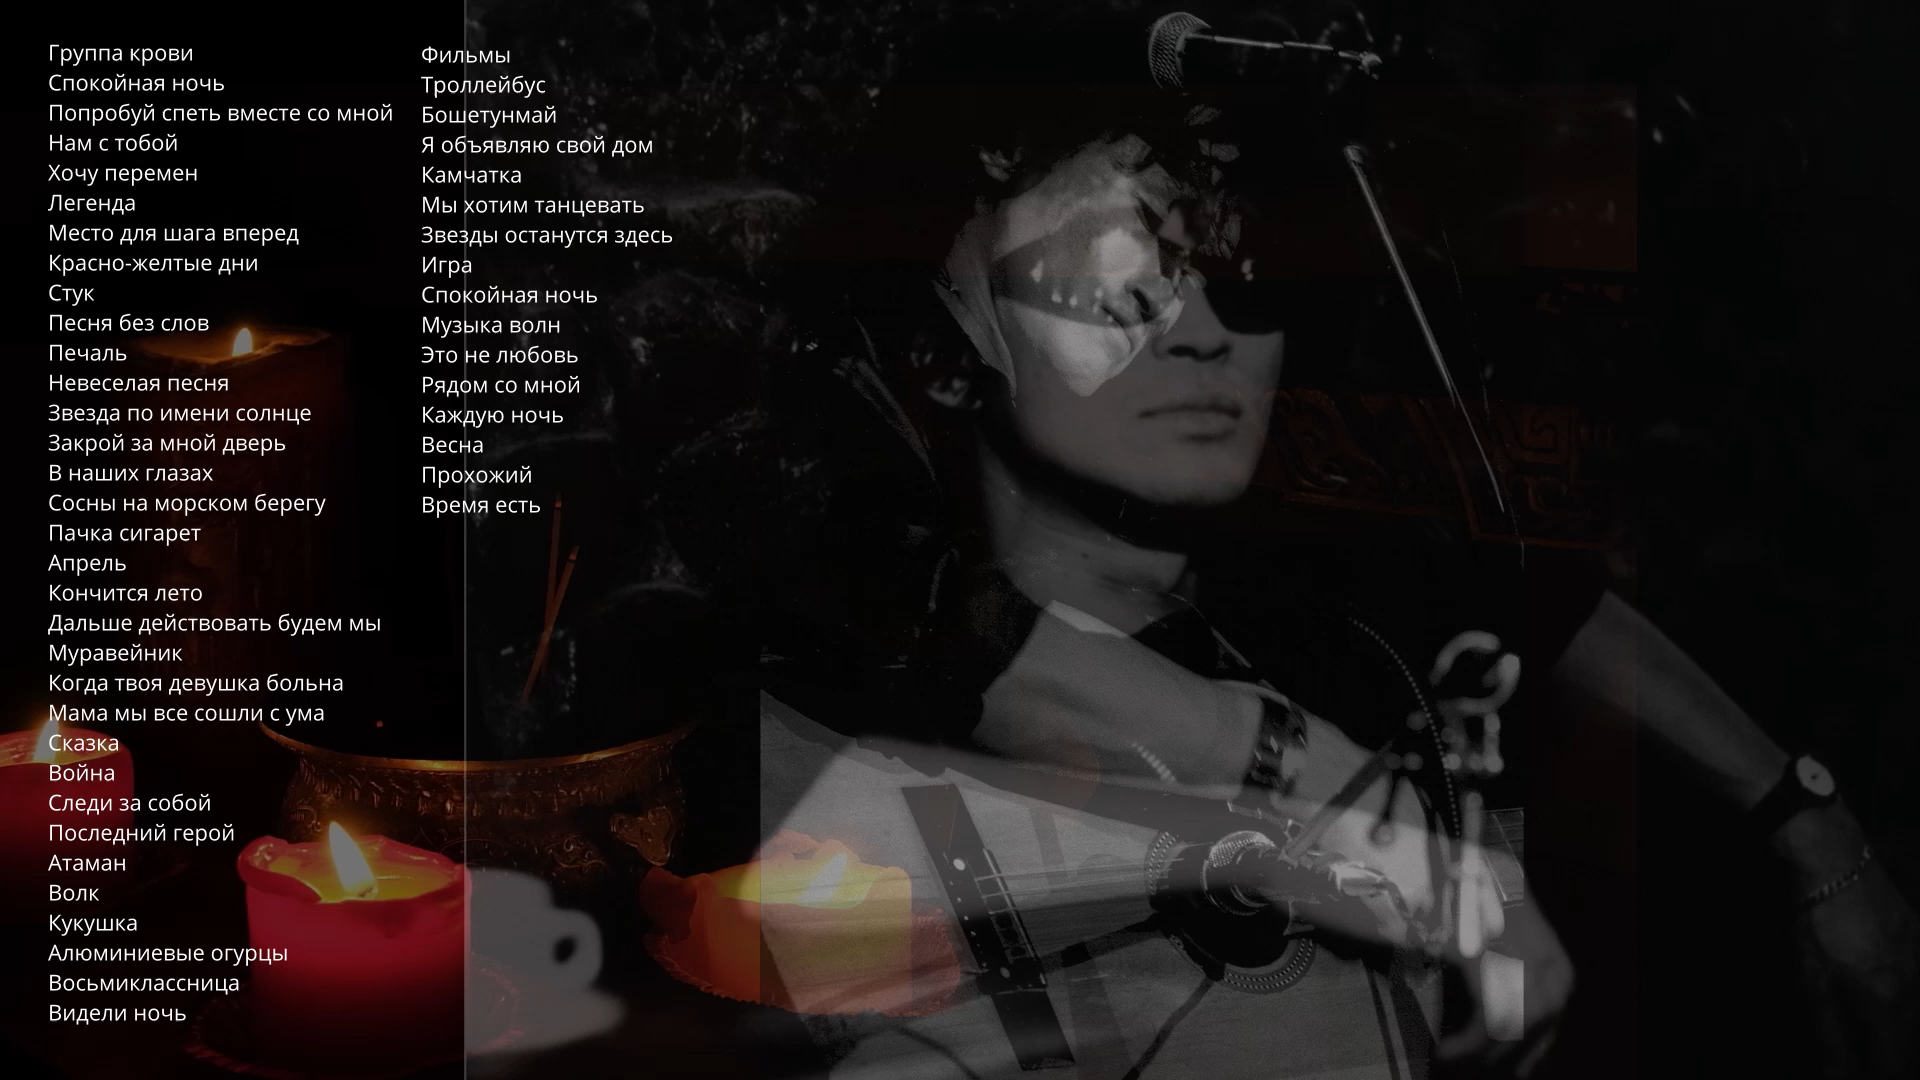 Группа крови
Спокойная ночь
Попробуй спеть вместе со мной
Нам с тобой
Хочу перемен
Легенда
Место для шага вперед
Красно-желтые дни
Стук
Песня без слов
Печаль
Невеселая песня
Звезда по имени солнце
Закрой за мной дверь
В наших глазах
Сосны на морском берегу
Пачка сигарет
Апрель
Кончится лето
Дальше действовать будем мы
Муравейник
Когда твоя девушка больна
Мама мы все сошли с ума
Сказка
Война
Следи за собой
Последний герой
Атаман
Волк
Кукушка
Алюминиевые огурцы
Восьмиклассница
Видели ночь
Фильмы
Троллейбус
Бошетунмай
Я объявляю свой дом
Камчатка
Мы хотим танцевать
Звезды останутся здесь
Игра
Спокойная ночь
Музыка волн
Это не любовь
Рядом со мной
Каждую ночь
Весна
Прохожий
Время есть